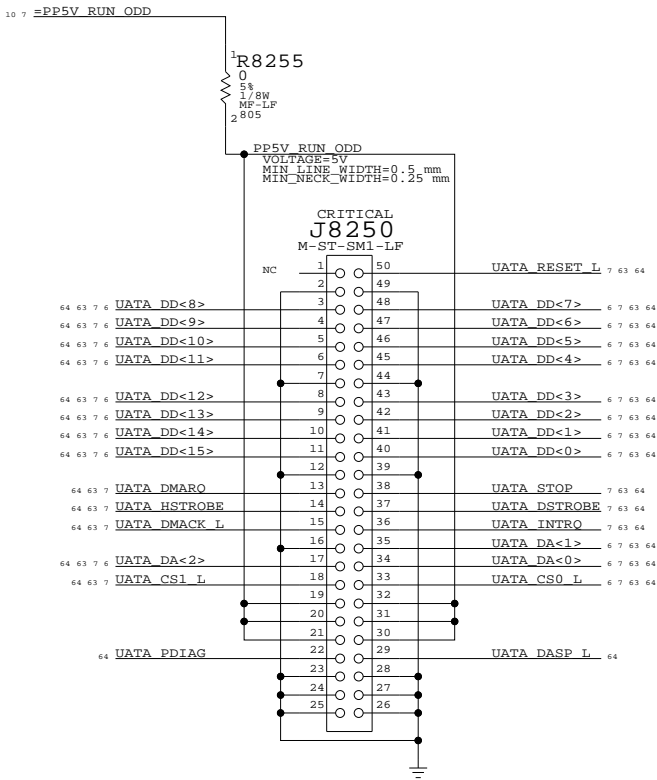 10 7 =PP5V_RUN_ODD
1
R8255
0
5%
1/8W
MF-LF
2 805
PP5V_RUN_ODD
VOLTAGE=5V
MIN_LINE_WIDTH=0.5 mm
MIN_NECK_WIDTH=0.25 mm
CRITICAL
J8250
M-ST-SM1-LF
NC 1 50 UATA_RESET_L 7 63 64
2 49
64 63 7 6 UATA_DD<8> 3 48 UATA_DD<7> 6 7 63 64
64 63 7 6 UATA_DD<9> 4 47 UATA_DD<6> 6 7 63 64
64 63 7 6 UATA_DD<10> 5 46 UATA_DD<5> 6 7 63 64
64 63 7 6 UATA_DD<11> 6 45 UATA_DD<4> 6 7 63 64
7 44
64 63 7 6 UATA_DD<12> 8 43 UATA_DD<3> 6 7 63 64
64 63 7 6 UATA_DD<13> 9 42 UATA_DD<2> 6 7 63 64
64 63 7 6 UATA_DD<14> 10 41 UATA_DD<1> 6 7 63 64
64 63 7 6 UATA_DD<15> 11 40 UATA_DD<0> 6 7 63 64
12 39
64 63 7 UATA_DMARQ 13 38 UATA_STOP 7 63 64
64 63 7 UATA_HSTROBE 14 37 UATA_DSTROBE 7 63 64
64 63 7 UATA_DMACK_L 15 36 UATA_INTRQ 7 63 64
16 35 UATA_DA<1> 6 7 63 64
64 63 7 6 UATA_DA<2> 17 34 UATA_DA<0> 6 7 63 64
64 63 7 UATA_CS1_L 18 33 UATA_CS0_L 6 7 63 64
19 32
20 31
21 30
64 UATA_PDIAG 22 29 UATA_DASP_L 64
23 28
24 27
25 26